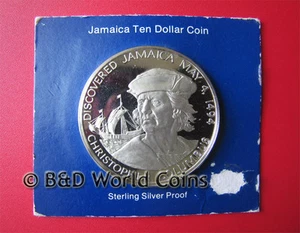 Jamaica Ten Dollar Coin
DISCOVERED JAMAICA MAY 4, 1494
CHRISTOPHER
© B&D World Coins
Sterling Silver Proof